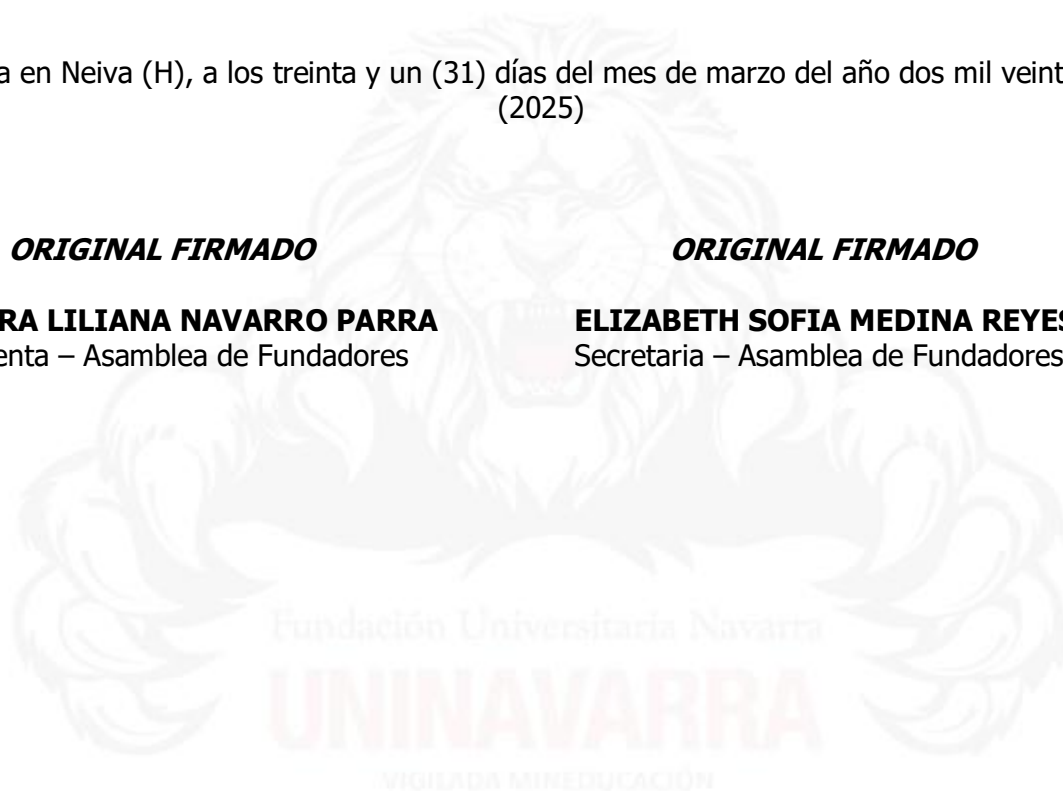 a en Neiva (H), a los treinta y un (31) días del mes de marzo del año dos mil veint
(2025)
ORIGINAL FIRMADO ORIGINAL FIRMADO
RA LILIANA NAVARRO PARRA ELIZABETH SOFIA MEDINA REYES
enta – Asamblea de Fundadores Secretaria – Asamblea de Fundadores
Fundación Universitaria Navarra
UNINAVARRA
VIGILADA MINEDUCACIÓN